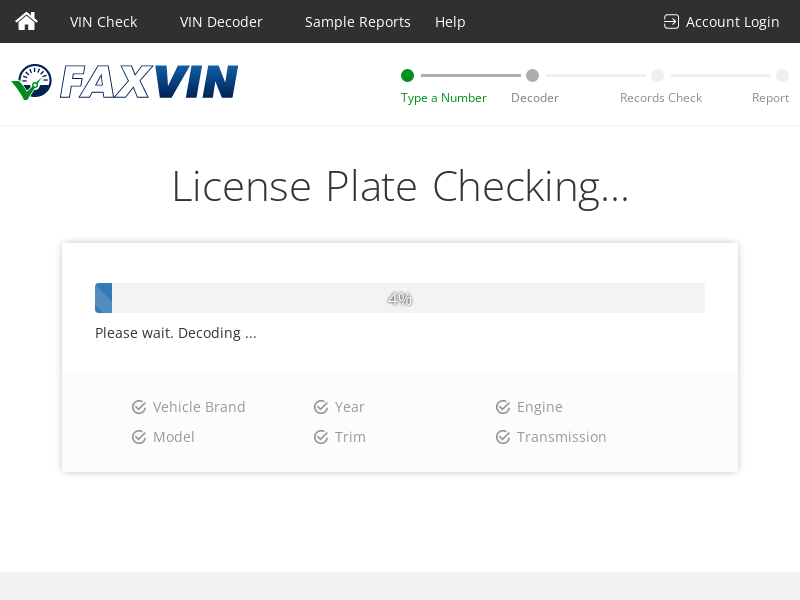 VIN Check VIN Decoder Sample Reports Help Account Login
FAXVIN
Type a Number Decoder Records Check Report
License Plate Checking...
4%
Please wait. Decoding ...
Vehicle Brand Year Engine
Model Trim Transmission